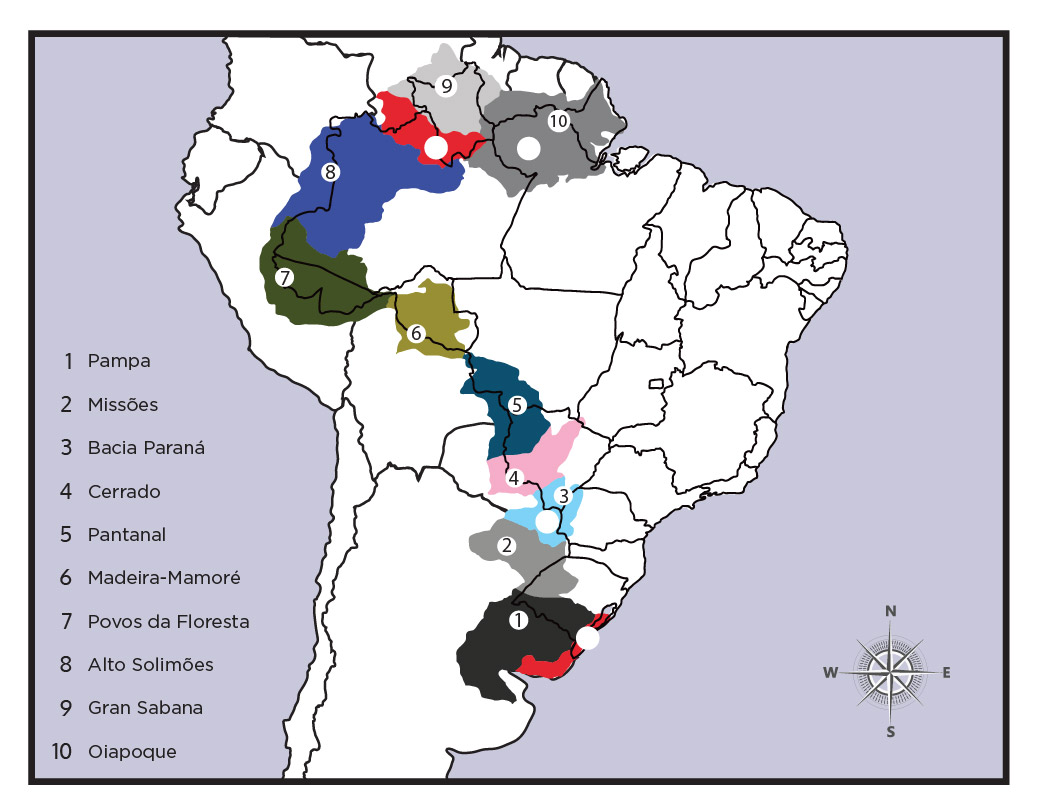 9
10
8
7
6
5
4
3
2
1
1 Pampa
2 Missões
3 Bacia Paraná
4 Cerrado
5 Pantanal
6 Madeira-Mamoré
7 Povos da Floresta
8 Alto Solimões
9 Gran Sabana
10 Oiapoque
N
W E
S